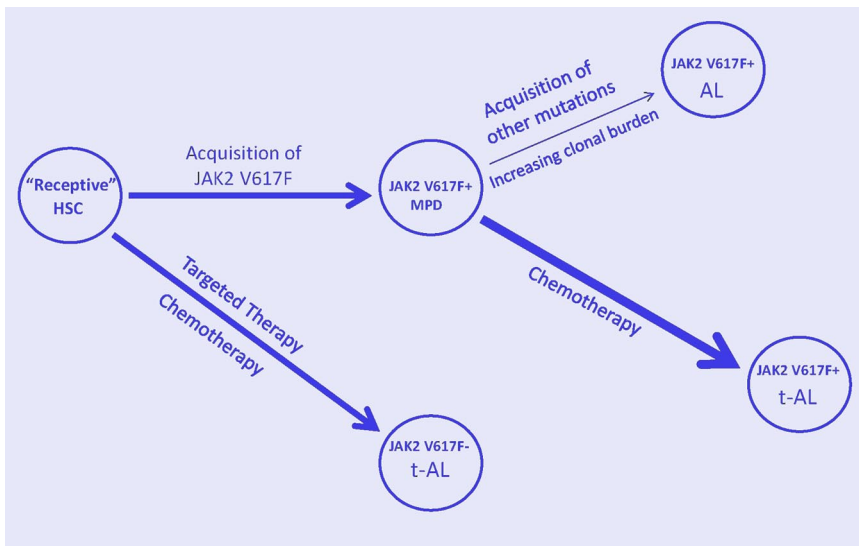 "Receptive"
HSC
Acquisition of
JAK2 V617F
JAK2 V617F+
MPD
Acquisition of
other mutations
Increasing clonal burden
JAK2 V617F+
AL
Chemotherapy
JAK2 V617F+
t-AL
Targeted Therapy
Chemotherapy
JAK2 V617F-
t-AL